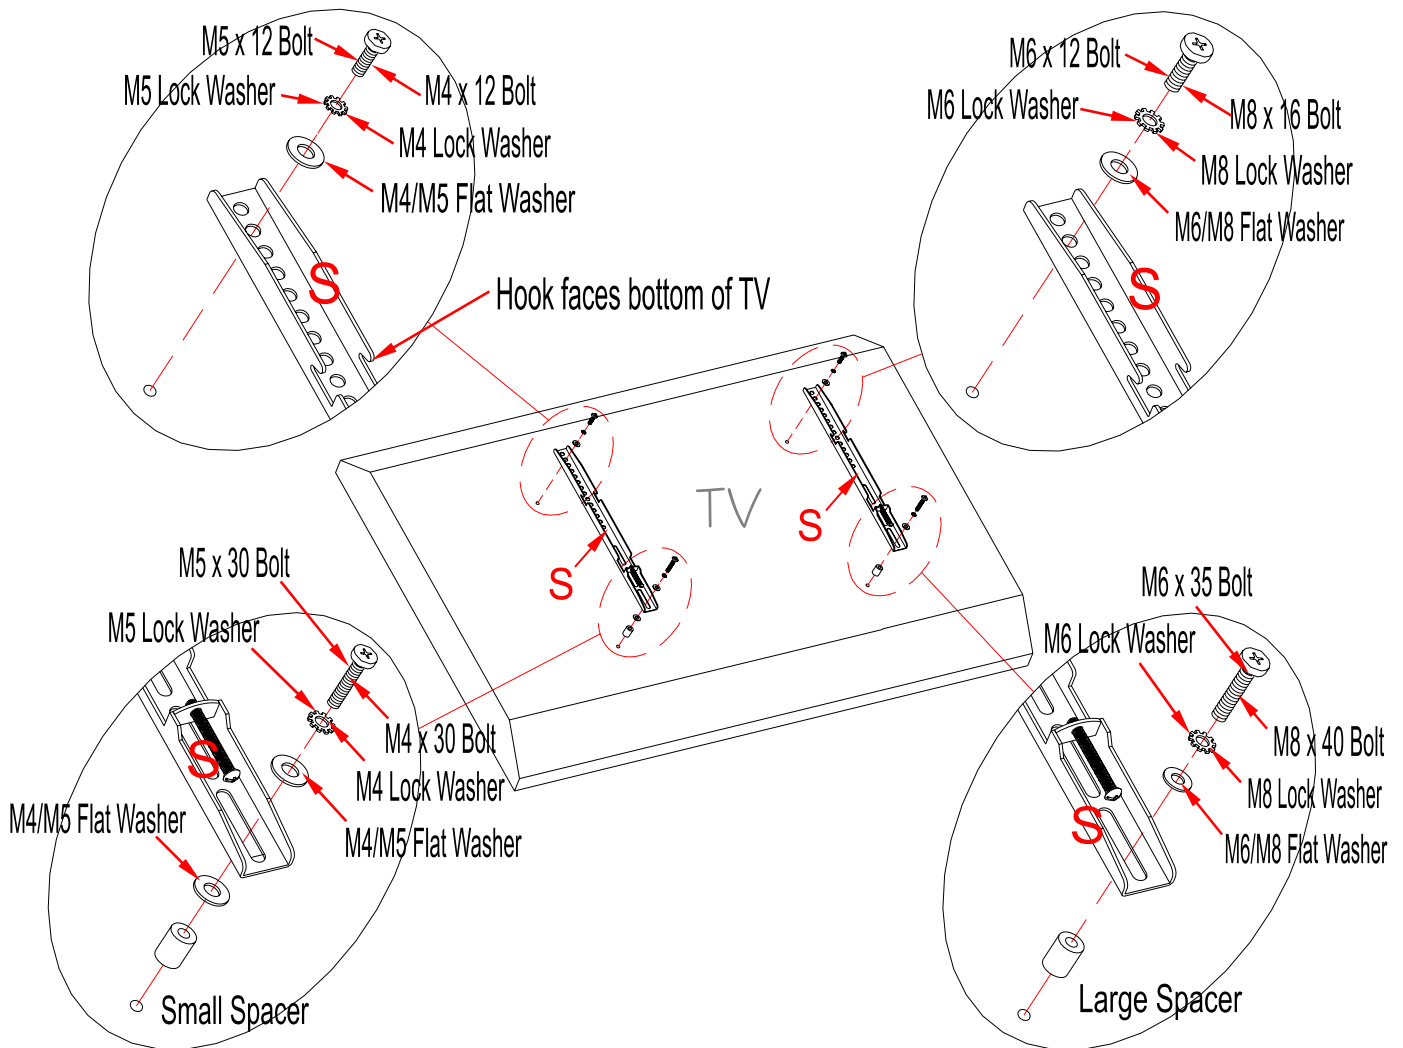 M5 x 12 Bolt
M4 x 12 Bolt
M5 Lock Washer
M4 Lock Washer
M4/M5 Flat Washer
S
Hook faces bottom of TV
M6 x 12 Bolt
M8 x 16 Bolt
M6 Lock Washer
M8 Lock Washer
M6/M8 Flat Washer
S
TV
S
S
M5 x 30 Bolt
M5 Lock Washer
M4 x 30 Bolt
S
M4 Lock Washer
M4/M5 Flat Washer
M4/M5 Flat Washer
Small Spacer
M6 x 35 Bolt
M6 Lock Washer
M8 x 40 Bolt
M8 Lock Washer
S
M6/M8 Flat Washer
Large Spacer